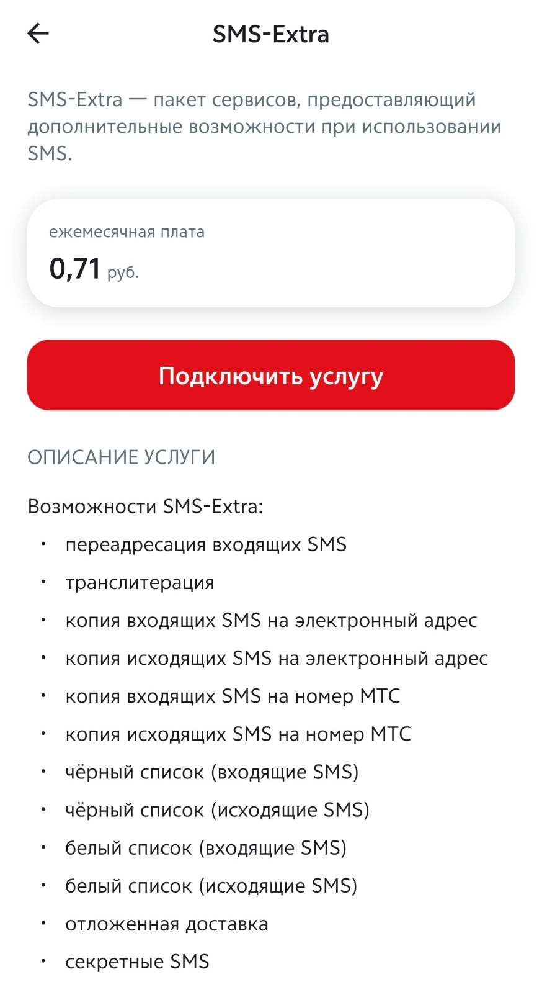 SMS-Extra
SMS-Extra — пакет сервисов, предоставляющий
дополнительные возможности при использовании
SMS.
ежемесячная плата
0,71 руб.
Подключить услугу
ОПИСАНИЕ УСЛУГИ
Возможности SMS-Extra:
• переадресация входящих SMS
• транслитерация
• копия входящих SMS на электронный адрес
• копия исходящих SMS на электронный адрес
• копия входящих SMS на номер МТС
• копия исходящих SMS на номер МТС
• чёрный список (входящие SMS)
• чёрный список (исходящие SMS)
• белый список (входящие SMS)
• белый список (исходящие SMS)
• отложенная доставка
• секретные SMS